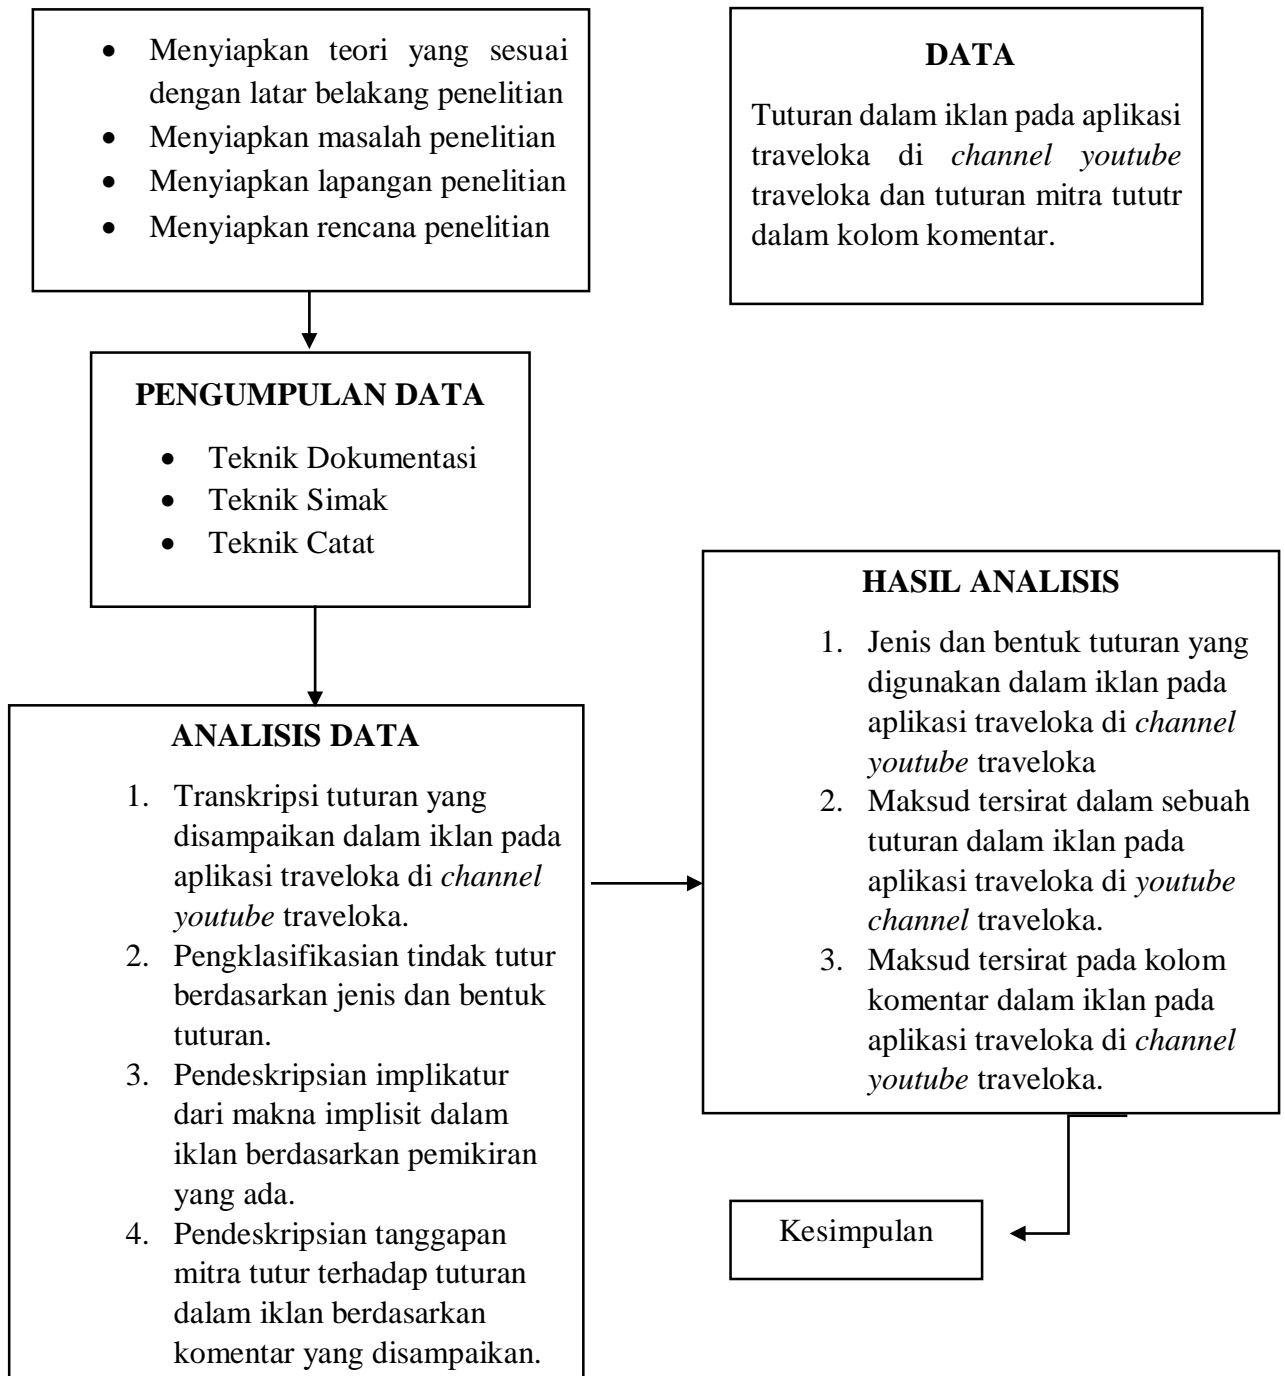 • Menyiapkan teori yang sesuai
dengan latar belakang penelitian
• Menyiapkan masalah penelitian
• Menyiapkan lapangan penelitian
• Menyiapkan rencana penelitian
DATA
Tuturan dalam iklan pada aplikasi
traveloka di channel youtube
traveloka dan tuturan mitra tututr
dalam kolom komentar.
PENGUMPULAN DATA
• Teknik Dokumentasi
• Teknik Simak
• Teknik Catat
ANALISIS DATA
1. Transkripsi tuturan yang
disampaikan dalam iklan pada
aplikasi traveloka di channel
youtube traveloka.
2. Pengklasifikasian tindak tutur
berdasarkan jenis dan bentuk
tuturan.
3. Pendeskripsian implikatur
dari makna implisit dalam
iklan berdasarkan pemikiran
yang ada.
4. Pendeskripsian tanggapan
mitra tutur terhadap tuturan
dalam iklan berdasarkan
komentar yang disampaikan.
HASIL ANALISIS
1. Jenis dan bentuk tuturan yang
digunakan dalam iklan pada
aplikasi traveloka di channel
youtube traveloka
2. Maksud tersirat dalam sebuah
tuturan dalam iklan pada
aplikasi traveloka di youtube
channel traveloka.
3. Maksud tersirat pada kolom
komentar dalam iklan pada
aplikasi traveloka di channel
youtube traveloka.
Kesimpulan